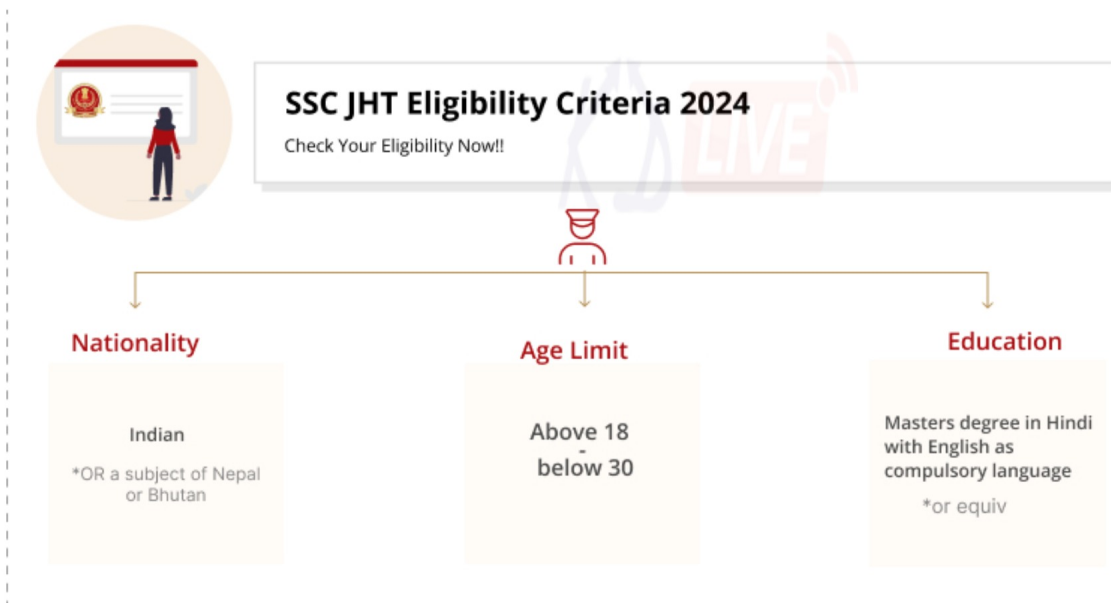 SSC JHT Eligibility Criteria 2024
Check Your Eligibility Now!!
LIVE
Nationality
Indian
*OR a subject of Nepal
or Bhutan
Age Limit
Above 18
-
below 30
Education
Masters degree in Hindi
with English as
compulsory language
*or equiv